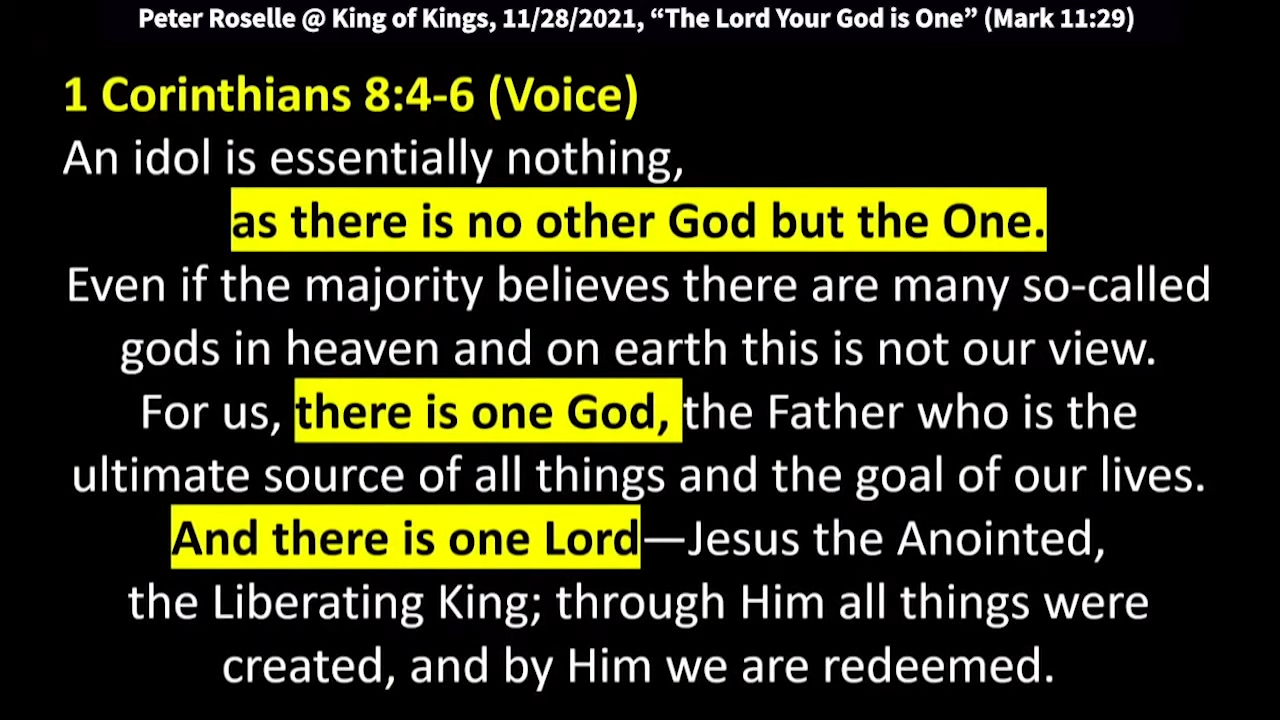 Peter Roselle @ King of Kings, 11/28/2021, “The Lord Your God is One” (Mark 11:29)
1 Corinthians 8:4-6 (Voice)
An idol is essentially nothing,
as there is no other God but the One.
Even if the majority believes there are many so-called
gods in heaven and on earth this is not our view.
For us, there is one God, the Father who is the
ultimate source of all things and the goal of our lives.
And there is one Lord—Jesus the Anointed,
the Liberating King; through Him all things were
created, and by Him we are redeemed.